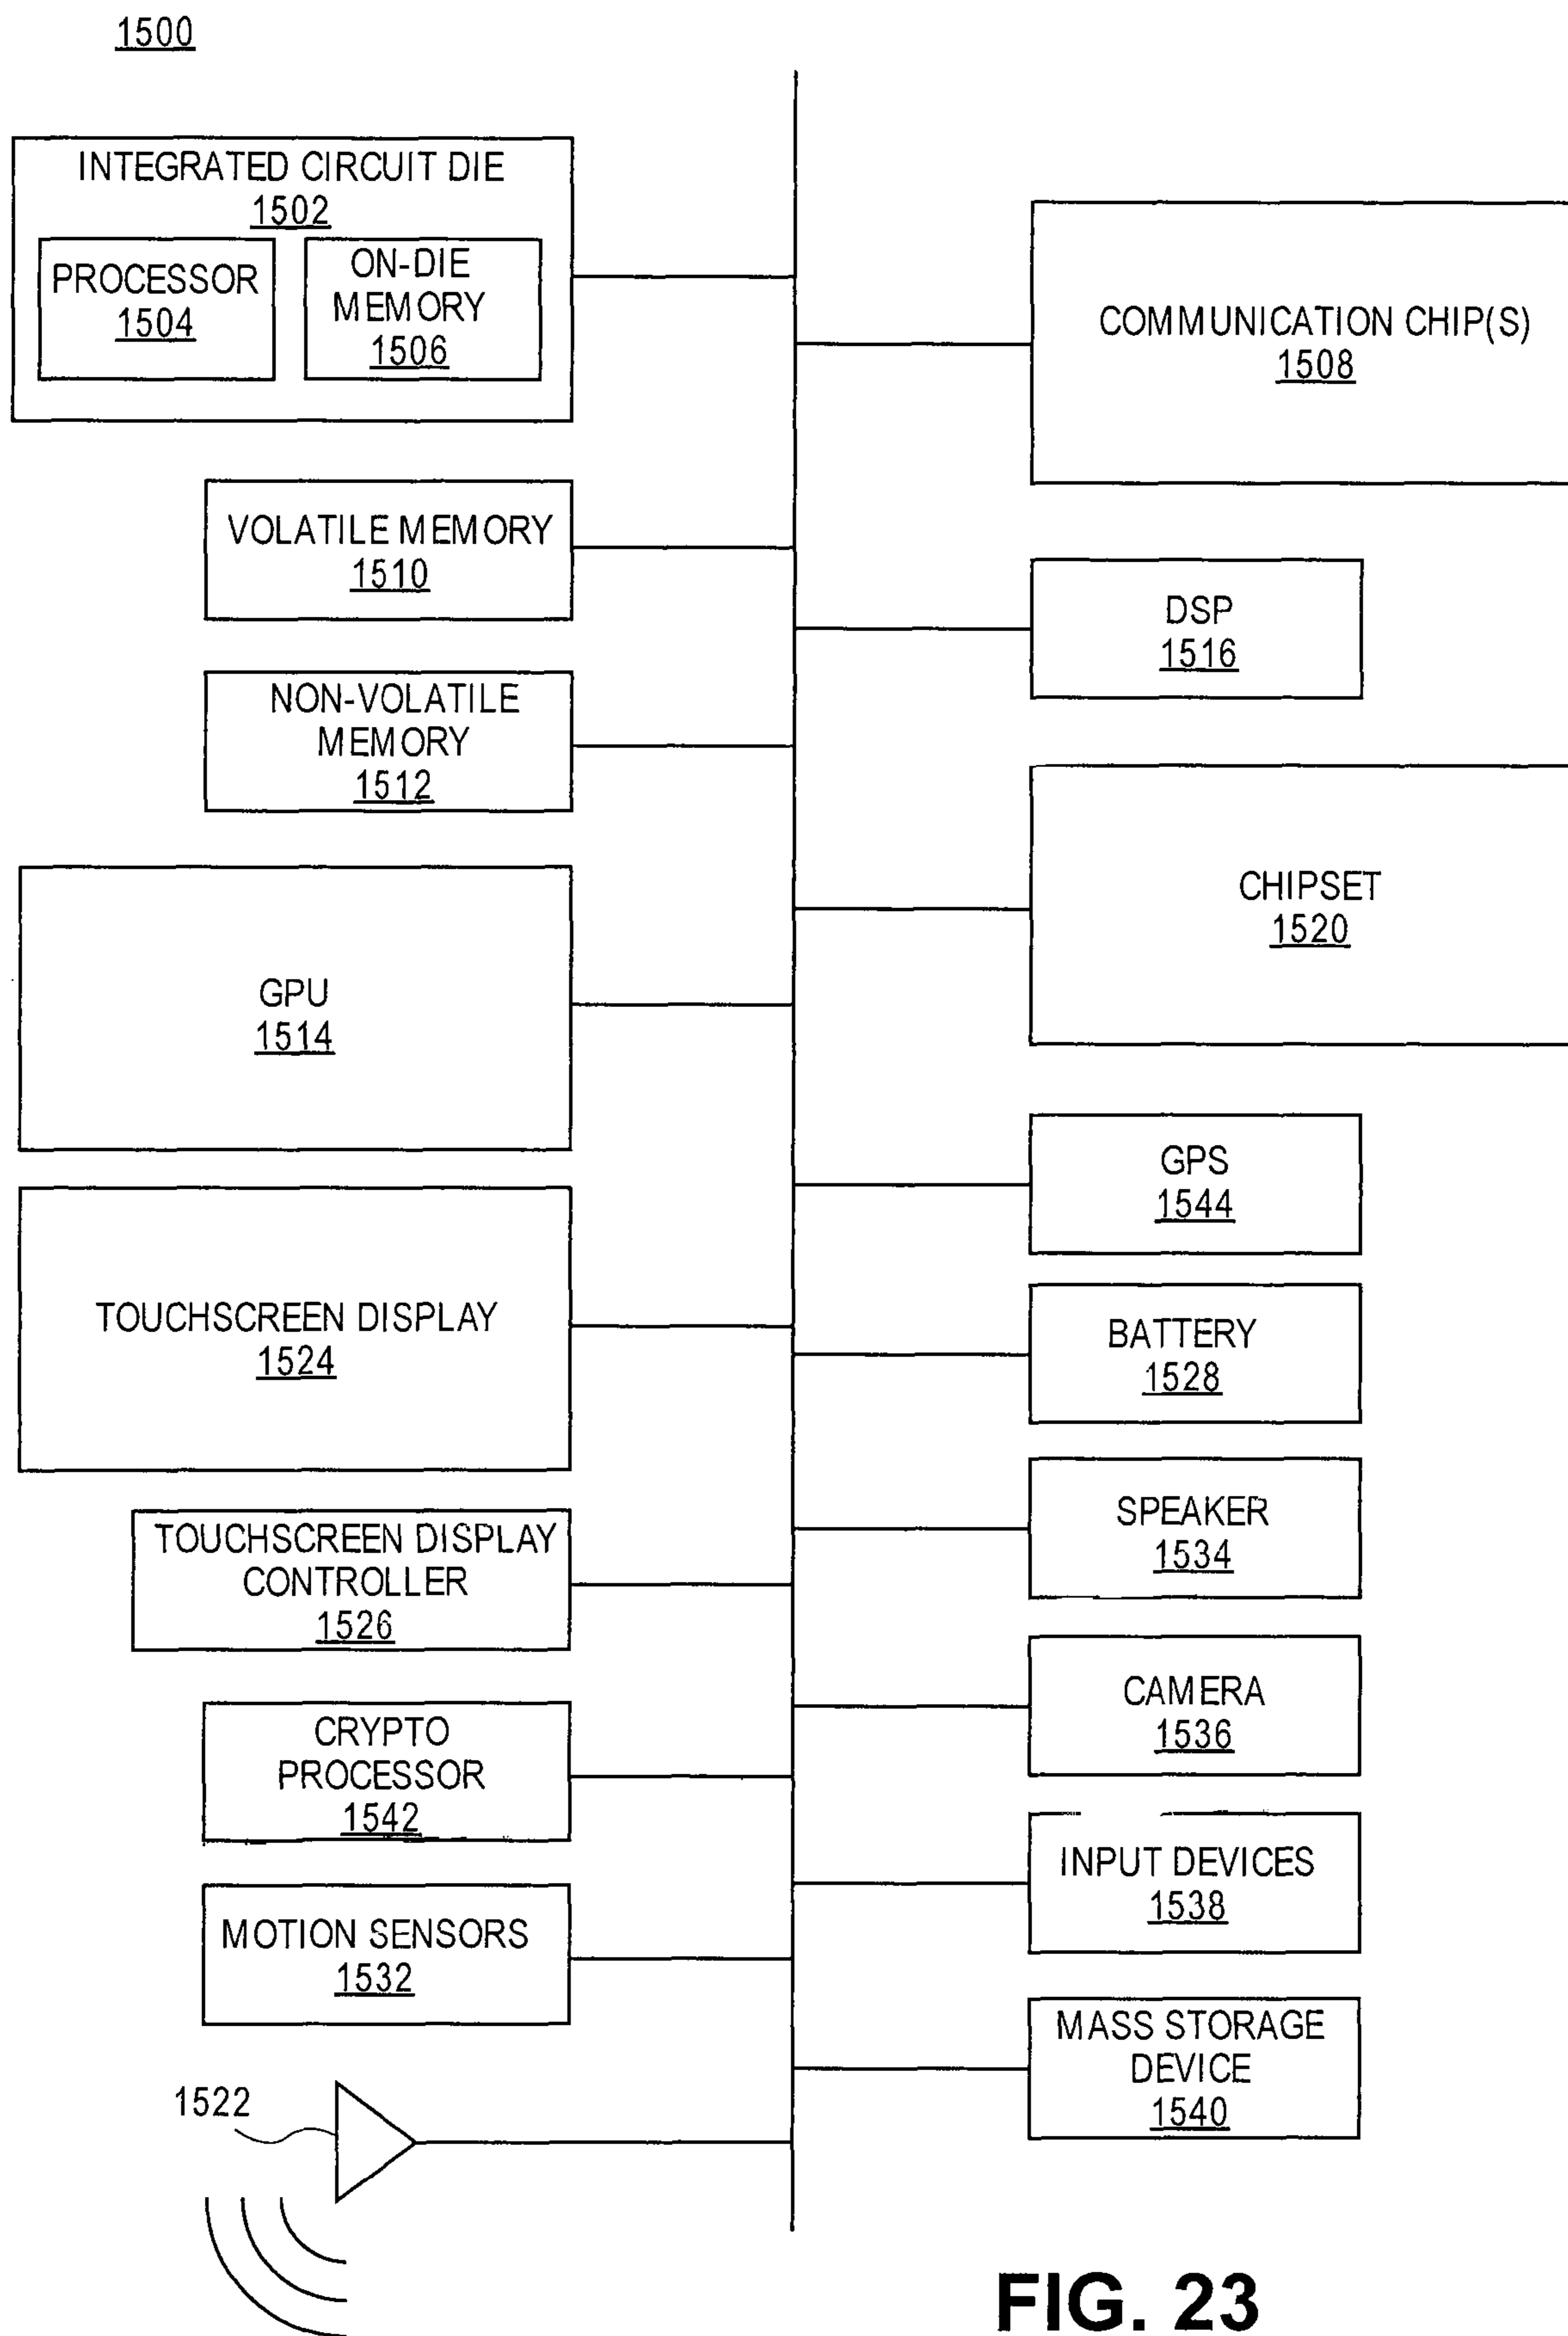 1500
INTEGRATED CIRCUIT DIE
1502
PROCESSOR
1504
ON-DIE
MEMORY
1506
VOLATILE MEMORY
1510
NON-VOLATILE
MEMORY
1512
GPU
1514
TOUCHSCREEN DISPLAY
1524
TOUCHSCREEN DISPLAY
CONTROLLER
1526
CRYPTO
PROCESSOR
1542
MOTION SENSORS
1532
1522
COMMUNICATION CHIP(S)
1508
DSP
1516
CHIPSET
1520
GPS
1544
BATTERY
1528
SPEAKER
1534
CAMERA
1536
INPUT DEVICES
1538
MASS STORAGE
DEVICE
1540
FIG. 23